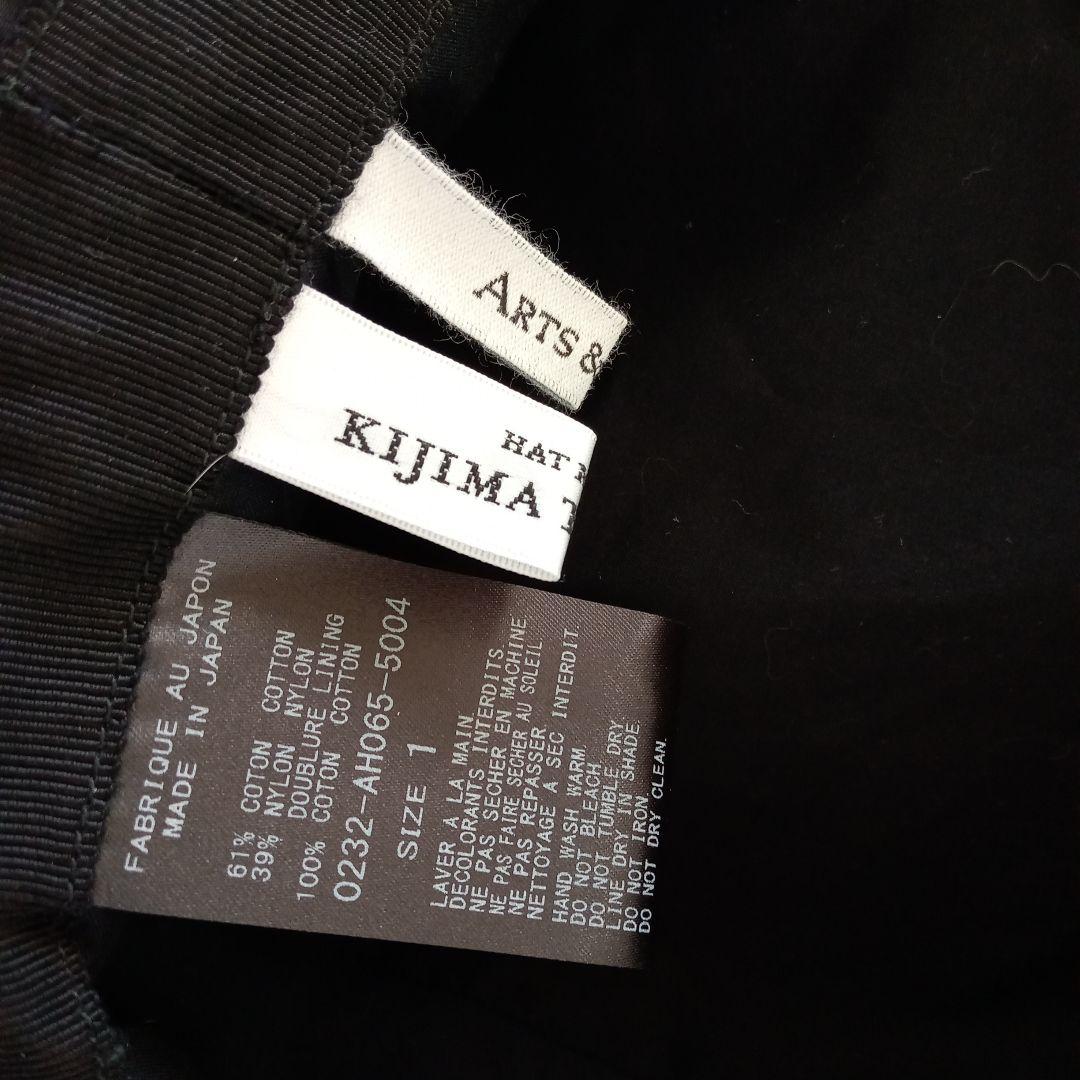 ARTS &
HAT
KIJIMA
FABRIQUE AU JAPON
MADE IN JAPAN
61% COTON COTTON
39% NYLON NYLON
DOUBLURE LINING
100% COTON COTTON
0232-AH065-5004
SIZE 1
LAVER A LA MAIN
DECOLORANTS INTERDITS
NE PAS SECHER EN MACHINE
NE PAS FAIRE SECHER AU SOLEIL
NE PAS REPASSER
NETTOYAGE A SEC INTERDIT.
HAND WASH WARM.
DO NOT BLEACH
DO NOT TUMBLE DRY
LINE DRY IN SHADE.
DO NOT IRON
DO NOT DRY CLEAN.